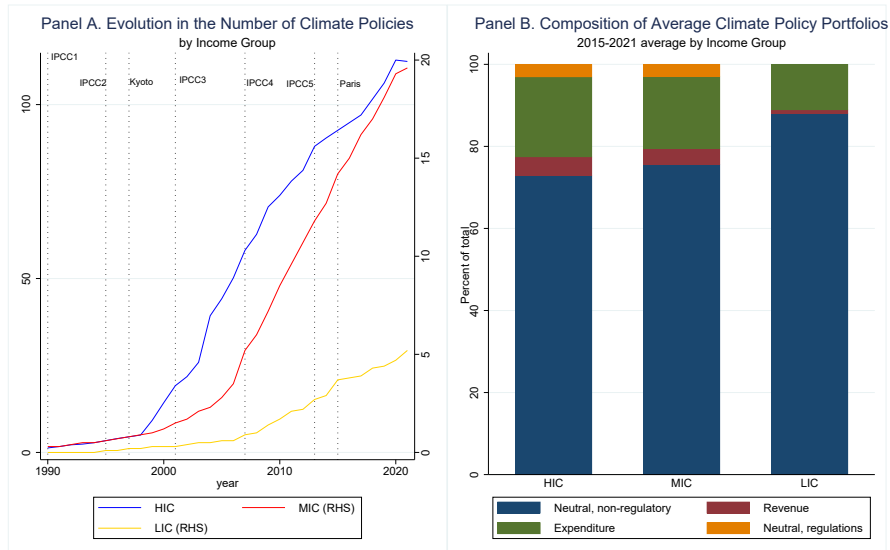 Panel A. Evolution in the Number of Climate Policies
by Income Group
IPCC1
IPCC2
Kyoto
IPCC3
IPCC4
IPCC5
Paris
100
50
0
20
15
10
5
0
1990
2000
2010
2020
year
HIC
MIC (RHS)
LIC (RHS)
Panel B. Composition of Average Climate Policy Portfolios
2015-2021 average by Income Group
Percent of total
100
80
60
40
20
0
HIC
MIC
LIC
Neutral, non-regulatory
Revenue
Expenditure
Neutral, regulations